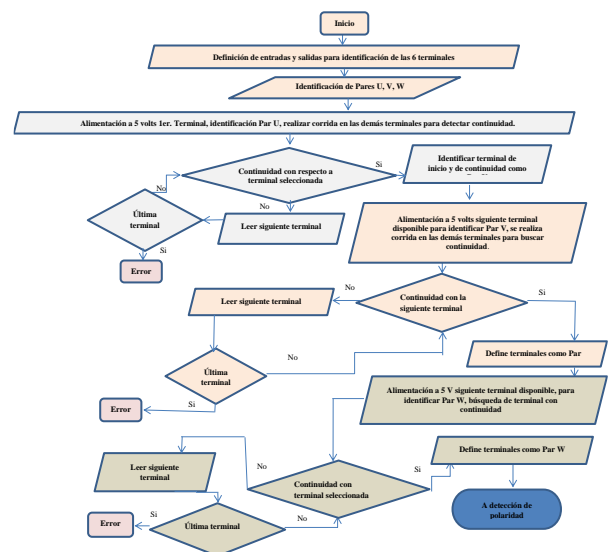 Inicio
Definición de entradas y salidas para identificación de las 6 terminales
Identificación de Pares U, V, W
Alimentación a 5 volts 1er. Terminal, identificación Par U, realizar corrida en las demás terminales para detectar continuidad.
Continuidad con respecto a
terminal seleccionada
Si
Identificar terminal de
inicio y de continuidad como
No
No
Última
terminal
Leer siguiente terminal
Si
Error
Alimentación a 5 volts siguiente terminal
disponible para identificar Par V, se realiza
corrida en las demás terminales para buscar
continuidad.
No
Si
Leer siguiente terminal
Continuidad con la
siguiente terminal
Define terminales como Par
No
Última
terminal
Si
Error
Alimentación a 5 V siguiente terminal disponible, para
identificar Par W, búsqueda de terminal con
continuidad
Define terminales como Par W
No
Leer siguiente
terminal
Continuidad con
terminal seleccionada
Si
A detección de
polaridad
Si
Error
Última terminal
No